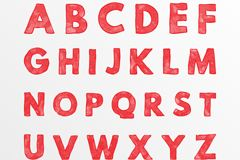 ABCDEF
GHIJKLM
NOPQRST
UVWXYZ